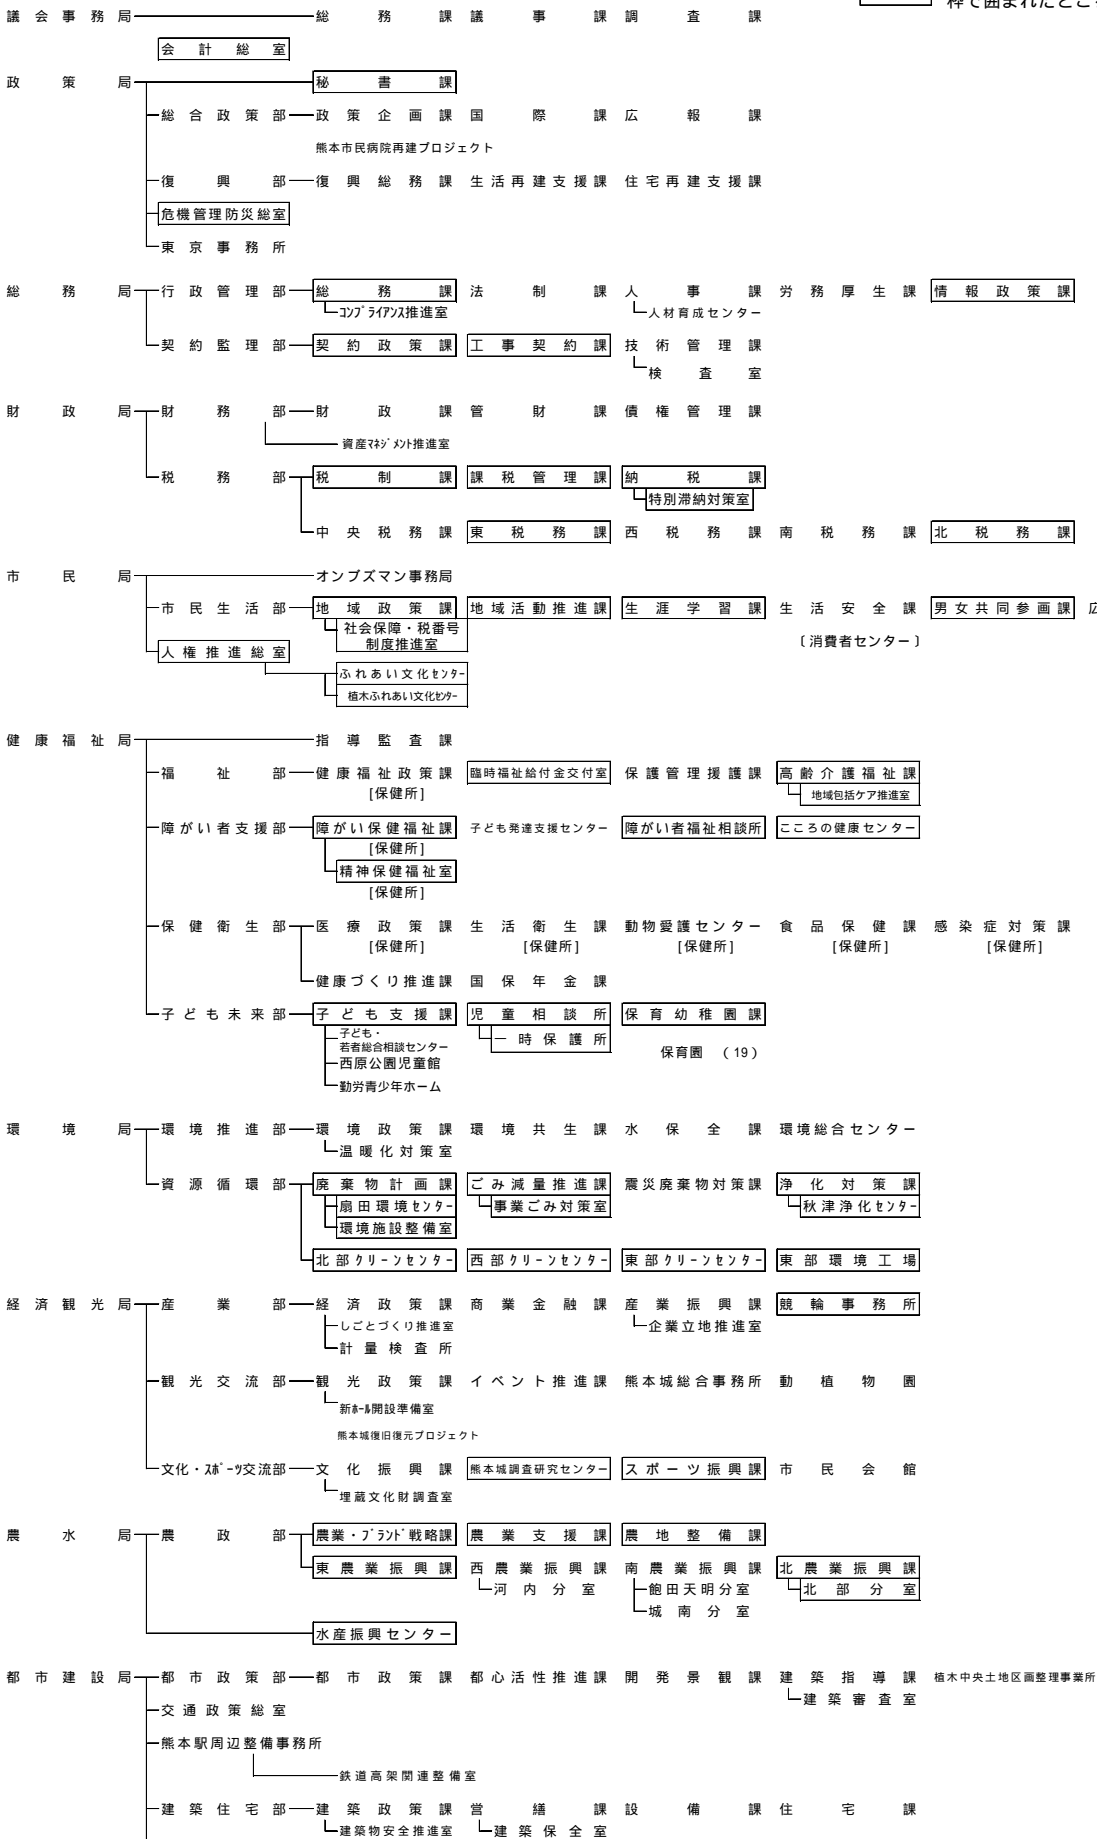 枠で囲まれたところ
議会事務局 総務課 議事課 調査課
会計総室
政策局 秘書課
総合政策部 政策企画課 国際課 広報課
熊本市民病院再建プロジェクト
復興部 復興総務課 生活再建支援課 住宅再建支援課
危機管理防災総室
東京事務所
総務局 行政管理部 総務課 法制課 人事課 労務厚生課 情報政策課
コンプライアンス推進室 人材育成センター
契約監理部 契約政策課 工事契約課 技術管理課
検査室
財政局 財務部 財政課 管財課 債権管理課
資産マネジメント推進室
税務部 税制課 課税管理課 納税課
特別滞納対策室
中央税務課 東税務課 西税務課 南税務課 北税務課
市民局 オンブズマン事務局
市民生活部 地域政策課 地域活動推進課 生涯学習課 生活安全課 男女共同参画課
社会保障・税番号
制度推進室 〔消費者センター〕
人権推進総室
ふれあい文化センター
植木ふれあい文化センター
健康福祉局 指導監査課
福祉部 健康福祉政策課 臨時福祉給付金交付室 保護管理援護課 高齢介護福祉課
[保健所] 地域包括ケア推進室
障がい者支援部 障がい保健福祉課 子ども発達支援センター 障がい者福祉相談所 こころの健康センター
[保健所]
精神保健福祉室
[保健所]
保健衛生部 医療政策課 生活衛生課 動物愛護センター 食品保健課 感染症対策課
[保健所] [保健所] [保健所] [保健所] [保健所]
健康づくり推進課 国保年金課
子ども未来部 子ども支援課 児童相談所 保育幼稚園課
子ども・
若者総合相談センター 一時保護所 保育園 （19）
西原公園児童館
勤労青少年ホーム
環境局 環境推進部 環境政策課 環境共生課 水保全課 環境総合センター
温暖化対策室
資源循環部 廃棄物計画課 ごみ減量推進課 震災廃棄物対策課 浄化対策課
扇田環境センター 事業ごみ対策室 秋津浄化センター
環境施設整備室
北部クリーンセンター 西部クリーンセンター 東部クリーンセンター 東部環境工場
経済観光局 産業部 経済政策課 商業金融課 産業振興課 競輪事務所
しごとづくり推進室 企業立地推進室
計量検査所
観光交流部 観光政策課 イベント推進課 熊本城総合事務所 動植物園
新ホール開設準備室
熊本城復旧復元プロジェクト
文化・スポーツ交流部 文化振興課 熊本城調査研究センター スポーツ振興課 市民会館
埋蔵文化財調査室
農水局 農政部 農業・ブランド戦略課 農業支援課 農地整備課
東農業振興課 西農業振興課 南農業振興課 北農業振興課
河内分室 飽田天明分室 北部分室
城南分室
水産振興センター
都市建設局 都市政策部 都市政策課 都心活性推進課 開発景観課 建築指導課 植木中央土地区画整理事業所
建築審査室
交通政策総室
熊本駅周辺整備事務所
鉄道高架関連整備室
建築住宅部 建築政策課 営繕課 設備課 住宅課
建築物安全推進室 建築保全室